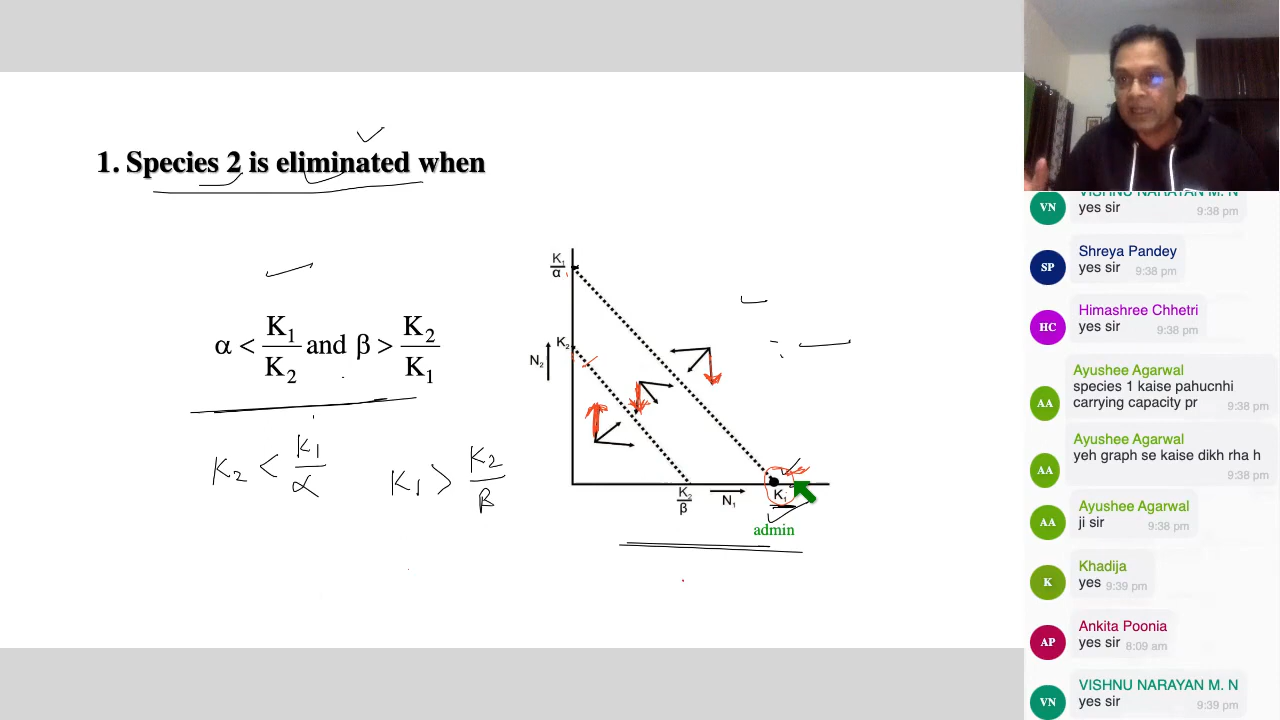 1. Species 2 is eliminated when
α < K₁/K₂ and β > K₂/K₁
K₂ < K₁/α
K₁ > K₂/β
K₁/α
K₂
N₂
K₂/β
N₁
K₁
admin
VISHNU NARAYAN M. N
VN
yes sir
9:38 pm
Shreya Pandey
SP
yes sir
9:38 pm
Himashree Chhetri
HC
yes sir
9:38 pm
Ayushee Agarwal
AA
species 1 kaise pahucnhi
carrying capacity pr
9:38 pm
Ayushee Agarwal
AA
yeh graph se kaise dikh rha h
9:38 pm
Ayushee Agarwal
AA
ji sir
9:38 pm
Khadija
K
yes
9:39 pm
Ankita Poonia
AP
yes sir
8:09 am
VISHNU NARAYAN M. N
VN
yes sir
9:39 pm